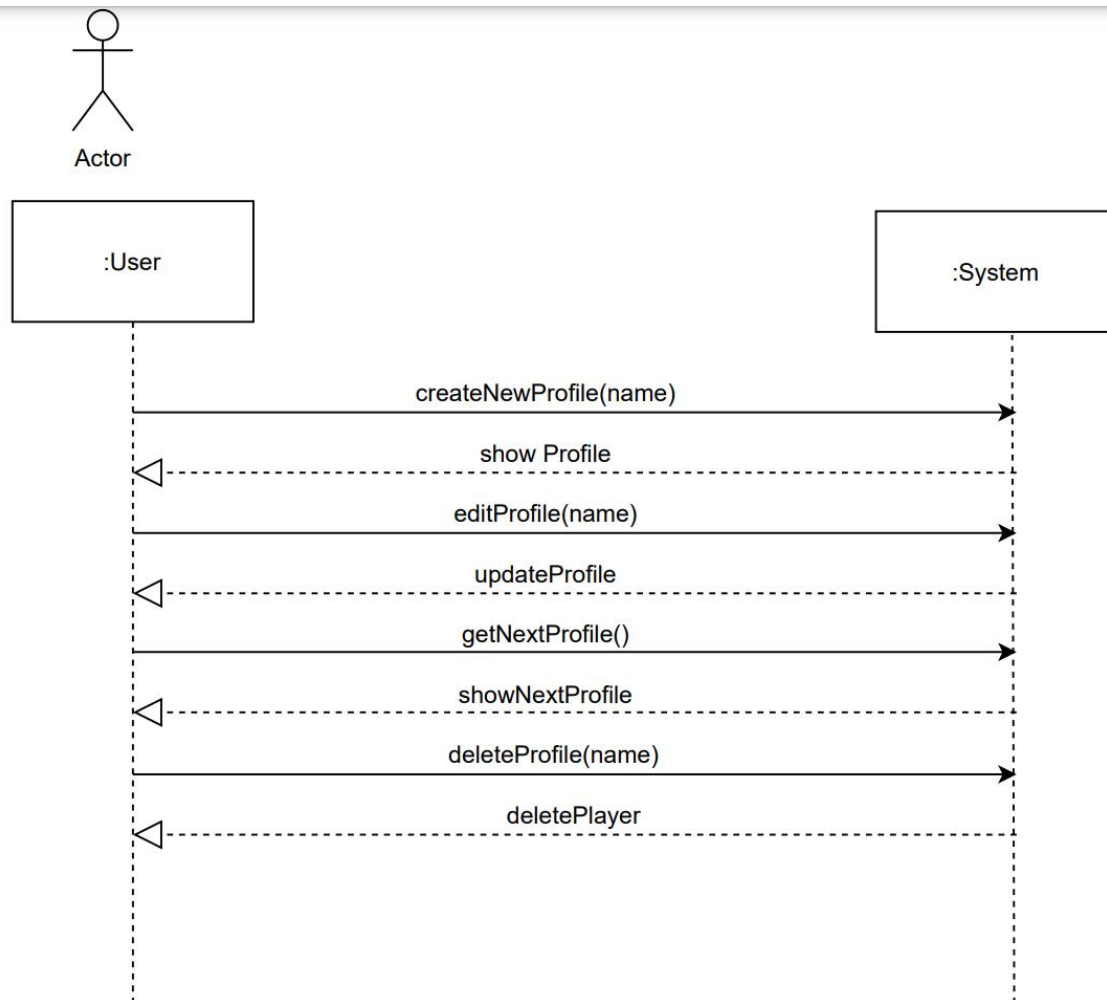 Actor
:User
:System
createNewProfile(name)
show Profile
editProfile(name)
updateProfile
getNextProfile()
showNextProfile
deleteProfile(name)
deletePlayer